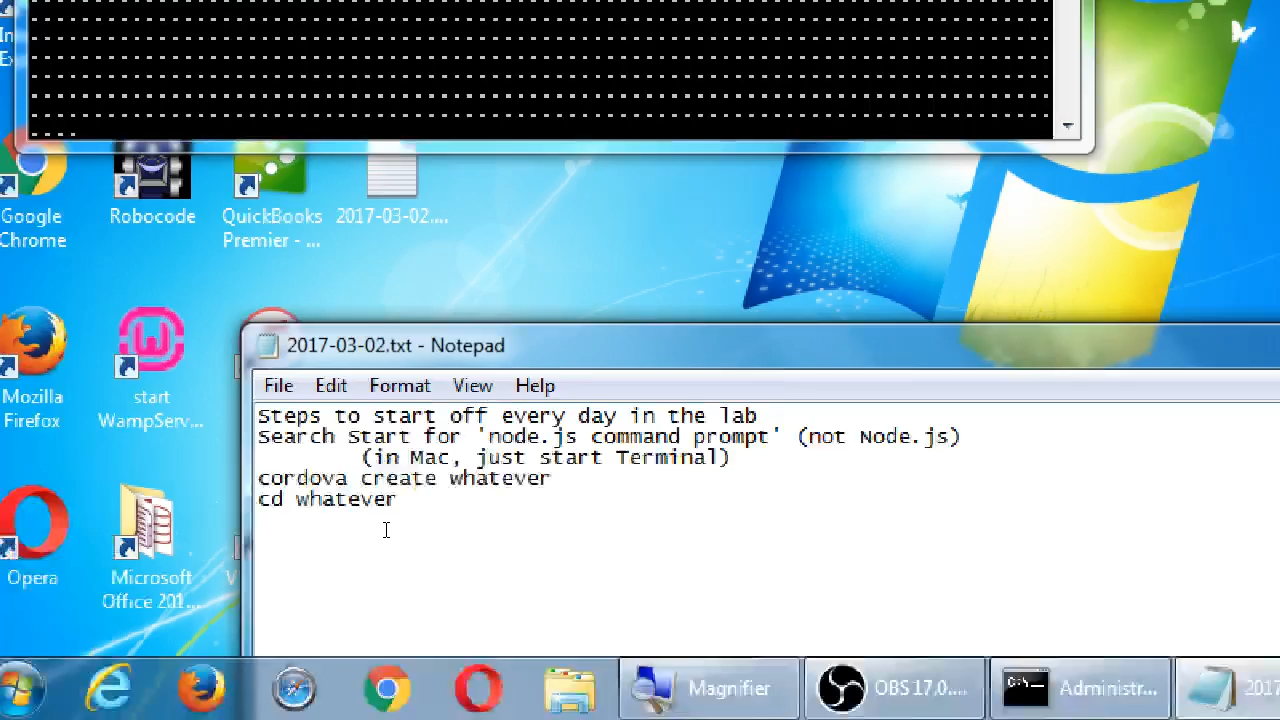 In
Ex
Google
Chrome
Robocode
QuickBooks
Premier - ...
2017-03-02....
2017-03-02.txt - Notepad
File Edit Format View Help
Steps to start off every day in the lab
Search Start for 'node.js command prompt' (not Node.js)
(in Mac, just start Terminal)
cordova create whatever
cd whatever
Mozilla
Firefox
start
WampServ...
Opera
Microsoft
Office 201...
V
Magnifier
OBS 17.0....
C:\-
Administr...
2017